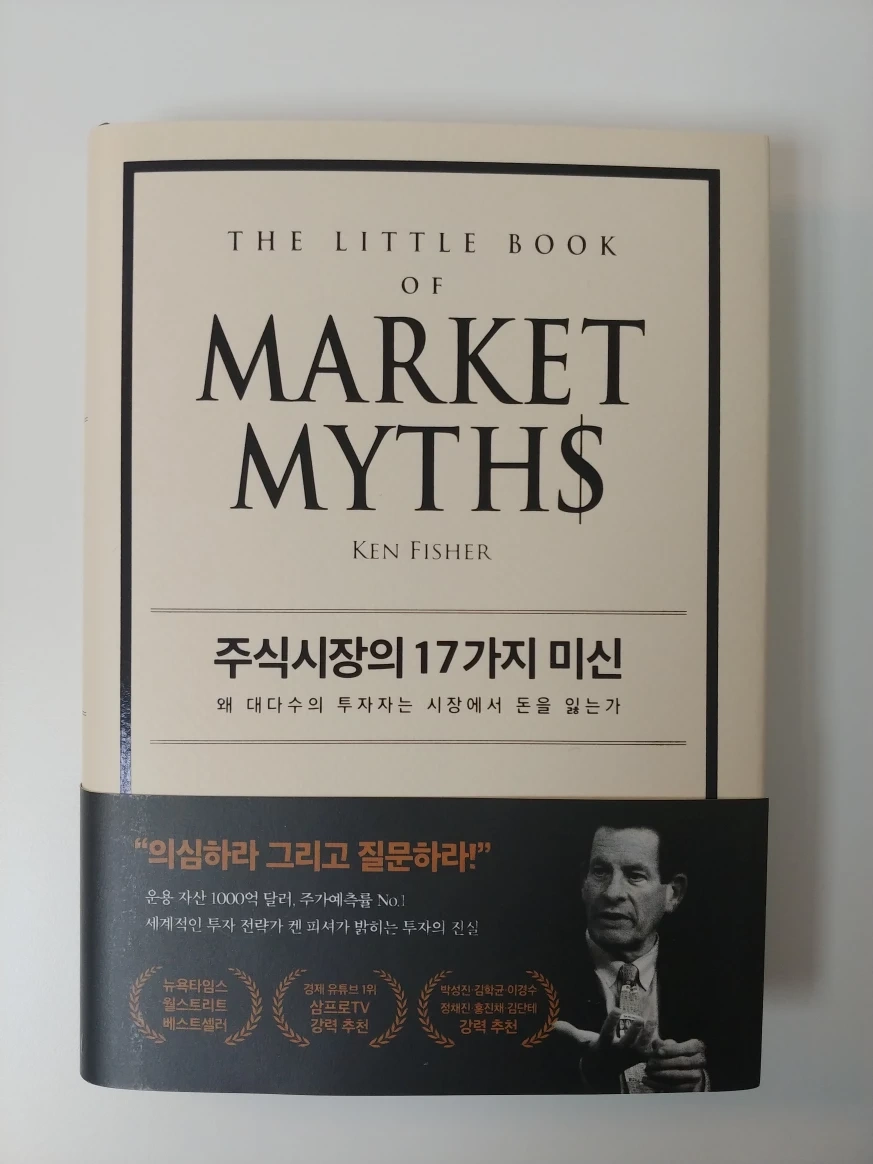 THE LITTLE BOOK
OF
MARKET
MYTH$
KEN FISHER
주식시장의 17가지 미신
왜 대다수의 투자자는 시장에서 돈을 잃는가
“의심하라 그리고 질문하라!”
운용 자산 1000억 달러, 주가예측률 No.1
세계적인 투자 전략가 켄 피셔가 밝히는 투자의 진실
뉴욕타임스
월스트리트
베스트셀러
경제 유튜브 1위
삼프로TV
강력 추천
박성진·김학균·이경수
정채진·홍진채·김단테
강력 추천